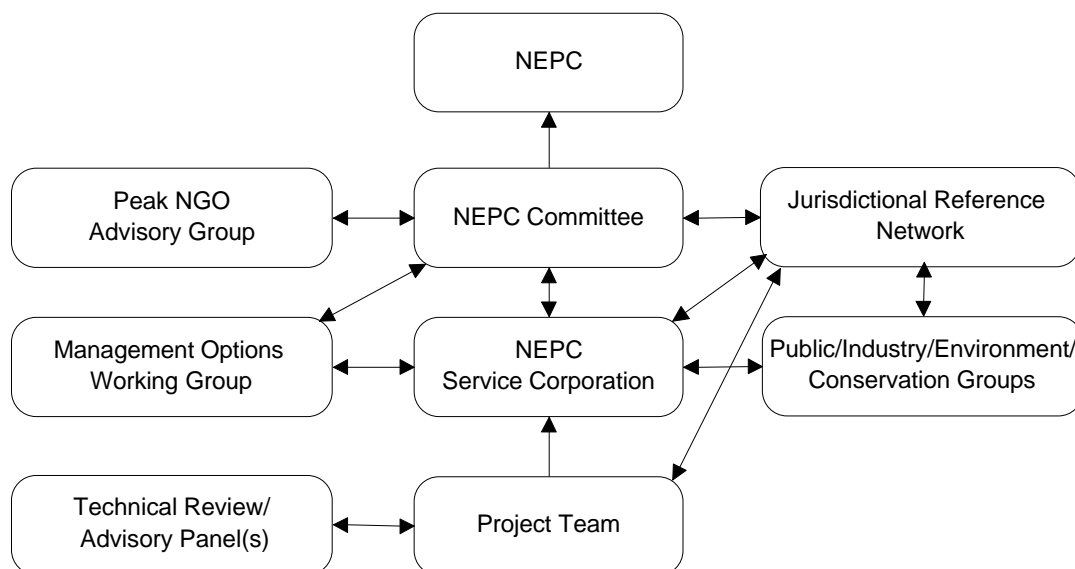 NEPC
Peak NGO
Advisory Group
NEPC Committee
Jurisdictional Reference
Network
Management Options
Working Group
NEPC
Service Corporation
Public/Industry/Environment/
Conservation Groups
Technical Review/
Advisory Panel(s)
Project Team